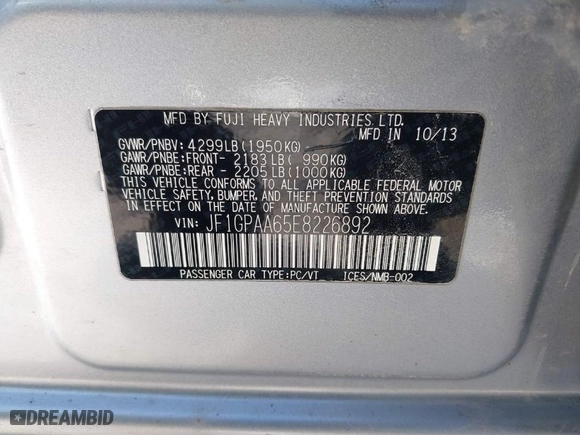 MFD BY FUJI HEAVY INDUSTRIES LTD.
MFD IN 10/13
GVWR/PNBV: 4299LB(1950KG)
GAWR/PNBE:FRONT- 2183LB( 990KG)
GAWR/PNBE:REAR - 2205LB(1000KG)
THIS VEHICLE CONFORMS TO ALL APPLICABLE FEDERAL MOTOR
VEHICLE SAFETY, BUMPER, AND THEFT PREVENTION STANDARDS
IN EFFECT ON THE DATE OF MANUFACTURE SHOWN ABOVE.
VIN: JF1GPAA65E8226892
PASSENGER CAR TYPE:PC/VT ICES/NMB-002
DREAMBID